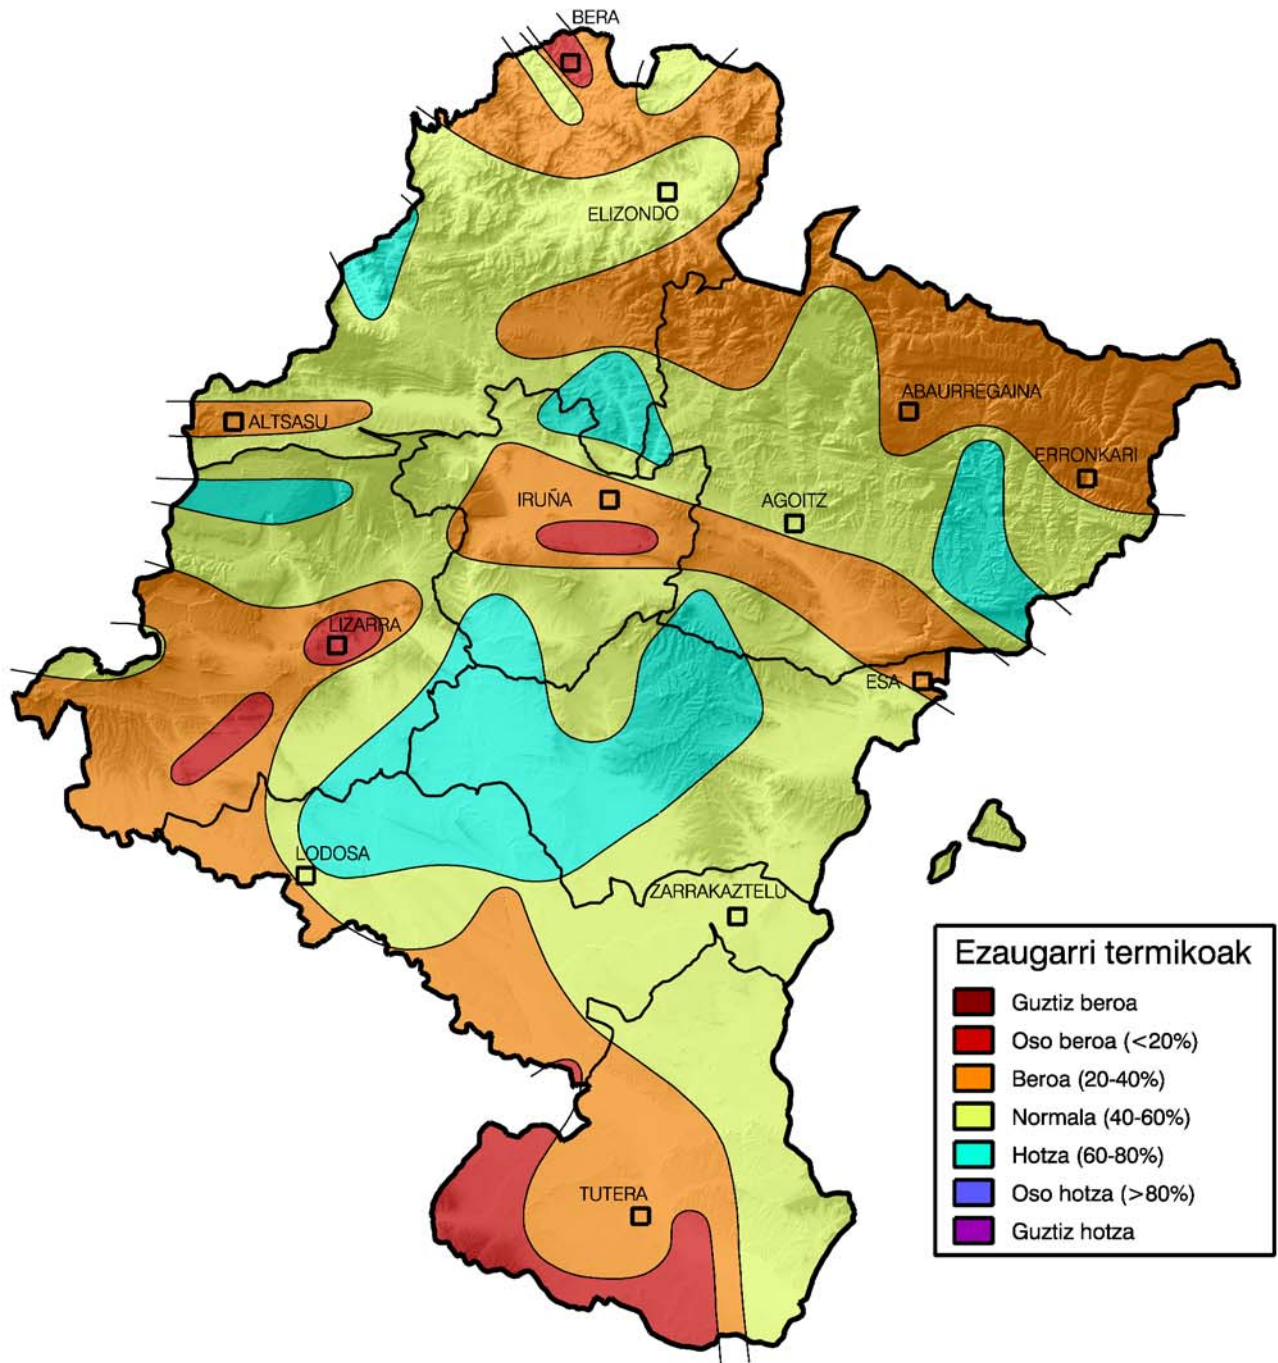 BERA
ELIZONDO
ABAURREGAINA
ALTSASU
ERRONKARI
IRUÑA
AGOITZ
LIZARRA
ESA
LODOSA
ZARRAKAZTELU
TUTERA
Ezaugarri termikoak
Guztiz beroa
Oso beroa (<20%)
Beroa (20-40%)
Normala (40-60%)
Hotza (60-80%)
Oso hotza (>80%)
Guztiz hotza